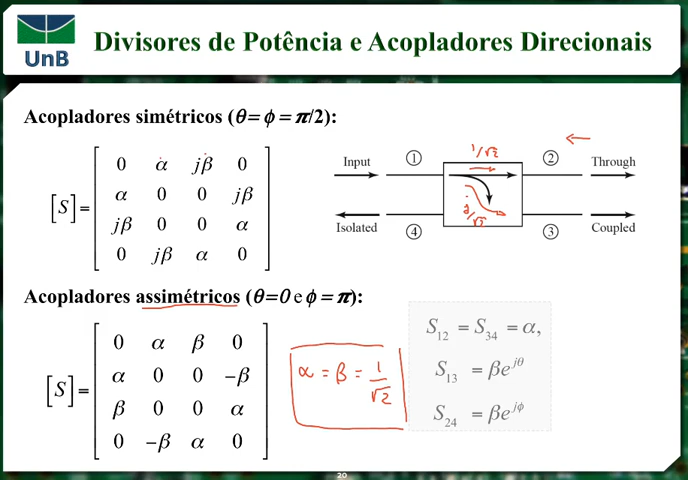 UnB
Divisores de Potência e Acopladores Direcionais
Acopladores simétricos (θ= ϕ = π/2):
[S]=
0 α jβ 0
α 0 0 jβ
jβ 0 0 α
0 jβ α 0
Input ① ② Through
1/√2
j/√2
Isolated ④ ③ Coupled
Acopladores assimétricos (θ=0 e ϕ = π):
[S]=
0 α β 0
α 0 0 -β
β 0 0 α
0 -β α 0
α = β = 1/√2
S12 = S34 = α,
S13 = βe^jθ
S24 = βe^jϕ
20